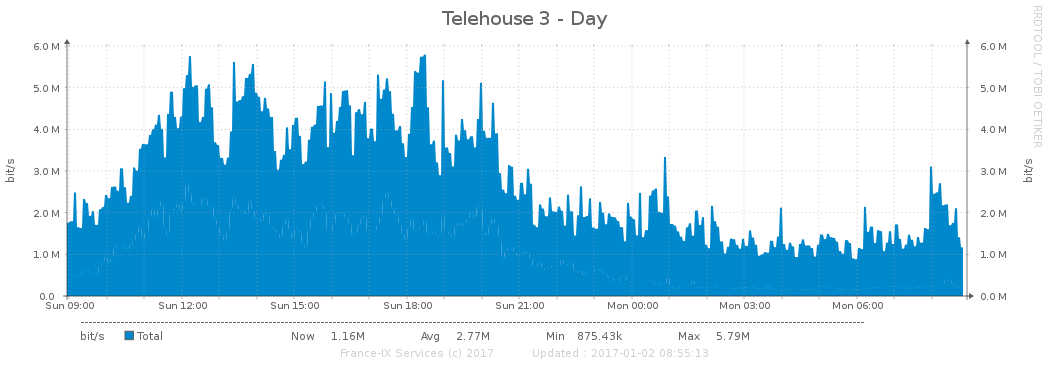 Telehouse 3 - Day
RRDTOOL / TOBI OETIKER
6.0 M 6.0 M
5.0 M 5.0 M
4.0 M 4.0 M
3.0 M 3.0 M
2.0 M 2.0 M
1.0 M 1.0 M
0.0 0.0 M
bit/s bit/s
Sun 09:00 Sun 12:00 Sun 15:00 Sun 18:00 Sun 21:00 Mon 00:00 Mon 03:00 Mon 06:00
bit/s Total Now 1.16M Avg 2.77M Min 875.43k Max 5.79M
France-IX Services (c) 2017 Updated : 2017-01-02 08:55:13